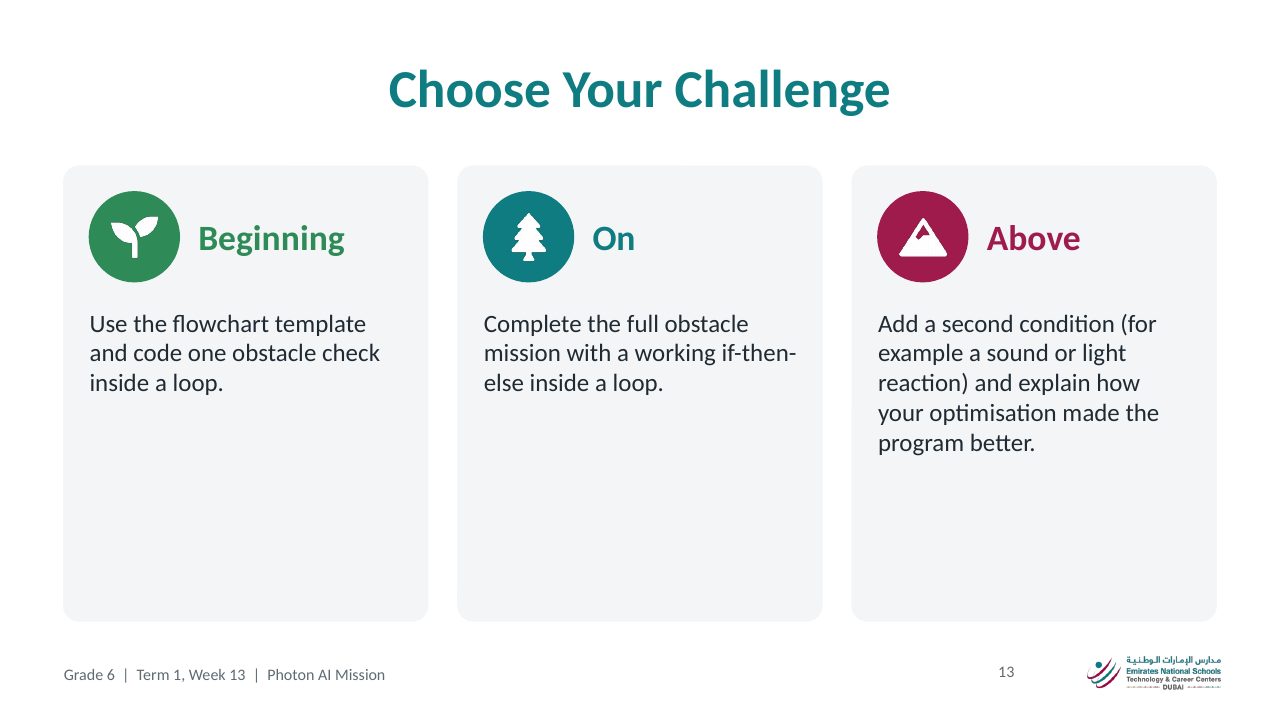 Choose Your Challenge
Beginning
Use the flowchart template
and code one obstacle check
inside a loop.
On
Complete the full obstacle
mission with a working if-then-
else inside a loop.
Above
Add a second condition (for
example a sound or light
reaction) and explain how
your optimisation made the
program better.
Grade 6 | Term 1, Week 13 | Photon AI Mission
13
مدارس الإمارات الوطنية
Emirates National Schools
Technology & Career Centers
DUBAI